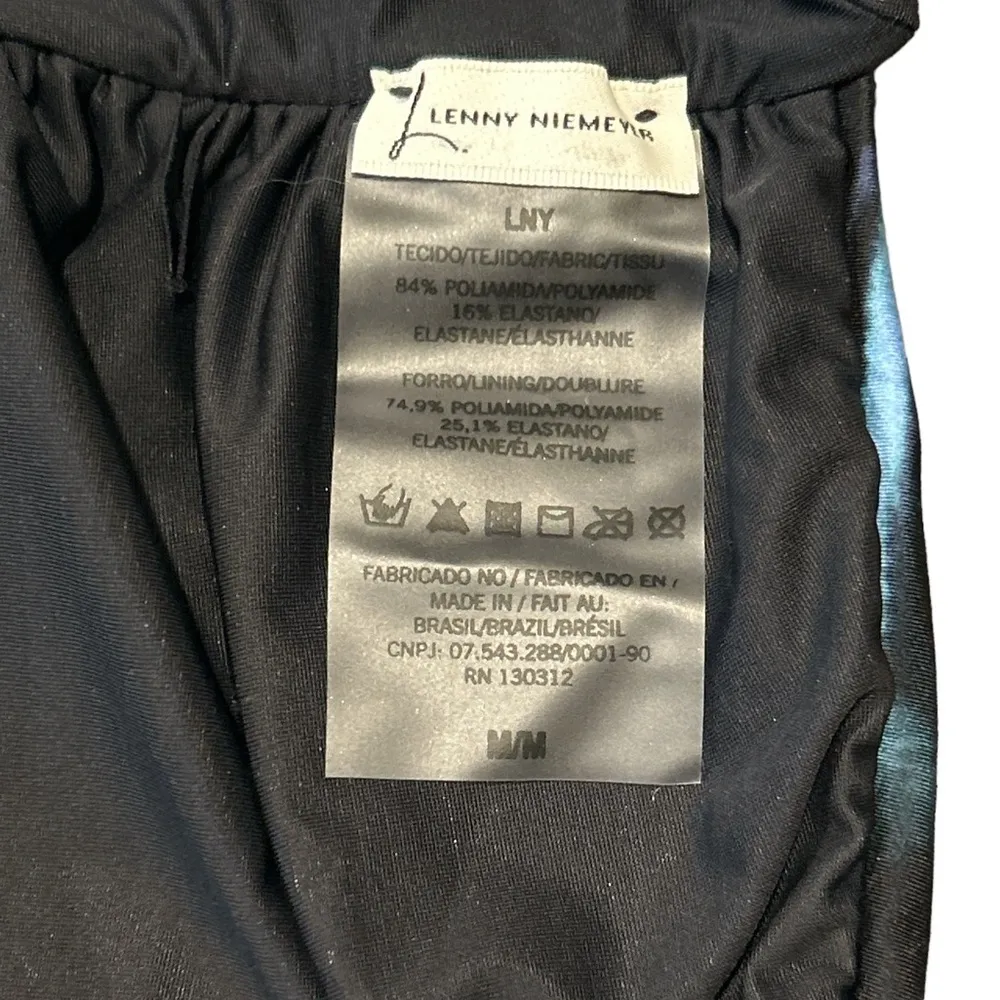 L. LENNY NIEMEYER
LNY
TECIDO/TEJIDO/FABRIC/TISSU
84% POLIAMIDA/POLYAMIDE
16% ELASTANO/
ELASTANE/ÉLASTHANNE
FORRO/LINING/DOUBLURE
74,9% POLIAMIDA/POLYAMIDE
25,1% ELASTANO/
ELASTANE/ÉLASTHANNE
FABRICADO NO / FABRICADO EN /
MADE IN / FAIT AU:
BRASIL/BRAZIL/BRÉSIL
CNPJ: 07.543.288/0001-90
RN 130312
M/M